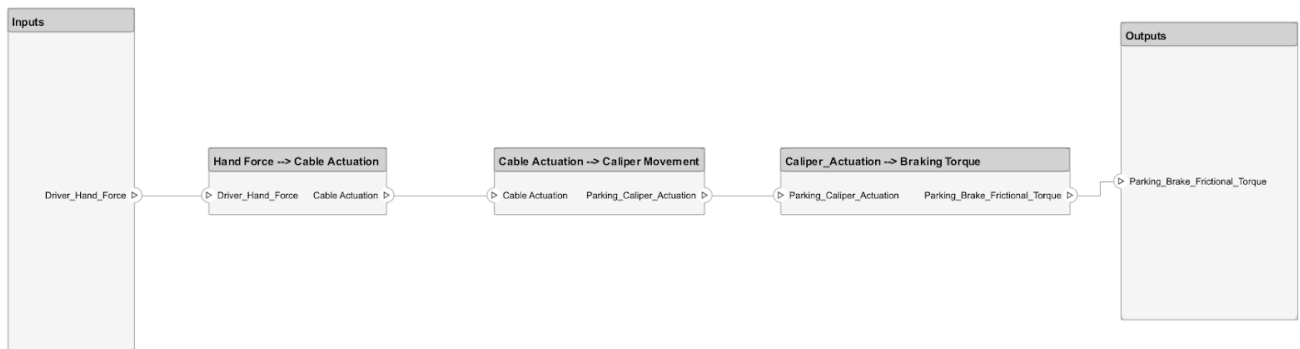 Inputs
Driver_Hand_Force
Hand Force --> Cable Actuation
Driver_Hand_Force Cable Actuation
Cable Actuation --> Caliper Movement
Cable Actuation Parking_Caliper_Actuation
Caliper_Actuation --> Braking Torque
Parking_Caliper_Actuation Parking_Brake_Frictional_Torque
Outputs
Parking_Brake_Frictional_Torque